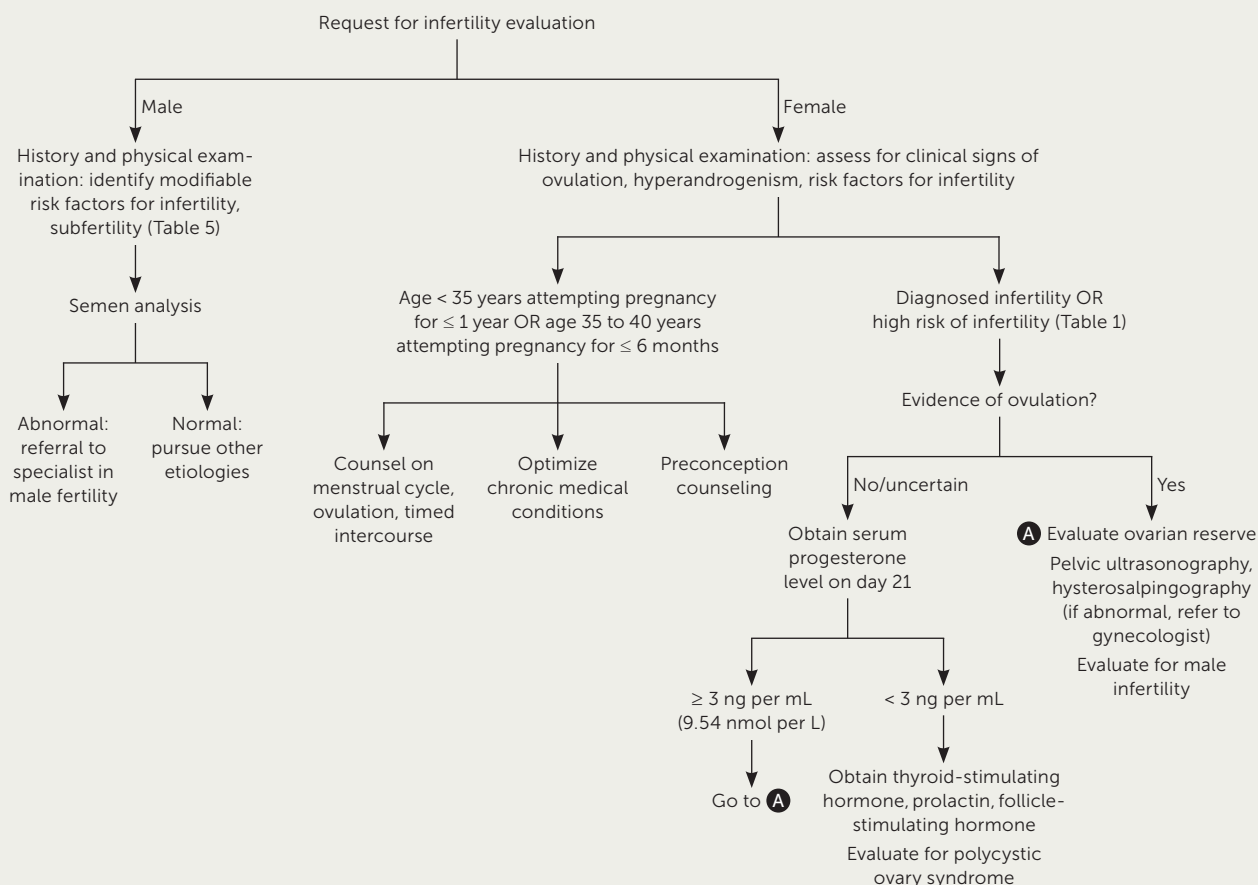 Request for infertility evaluation
Male
History and physical exam-
ination: identify modifiable
risk factors for infertility,
subfertility (Table 5)
Semen analysis
Abnormal:
referral to
specialist in
male fertility
Normal:
pursue other
etiologies
Female
History and physical examination: assess for clinical signs of
ovulation, hyperandrogenism, risk factors for infertility
Age < 35 years attempting pregnancy
for ≤ 1 year OR age 35 to 40 years
attempting pregnancy for ≤ 6 months
Counsel on
menstrual cycle,
ovulation, timed
intercourse
Optimize
chronic medical
conditions
Preconception
counseling
Diagnosed infertility OR
high risk of infertility (Table 1)
Evidence of ovulation?
No/uncertain
Obtain serum
progesterone
level on day 21
≥ 3 ng per mL
(9.54 nmol per L)
Go to A
< 3 ng per mL
Obtain thyroid-stimulating
hormone, prolactin, follicle-
stimulating hormone
Evaluate for polycystic
ovary syndrome
Yes
A Evaluate ovarian reserve
Pelvic ultrasonography,
hysterosalpingography
(if abnormal, refer to
gynecologist)
Evaluate for male
infertility